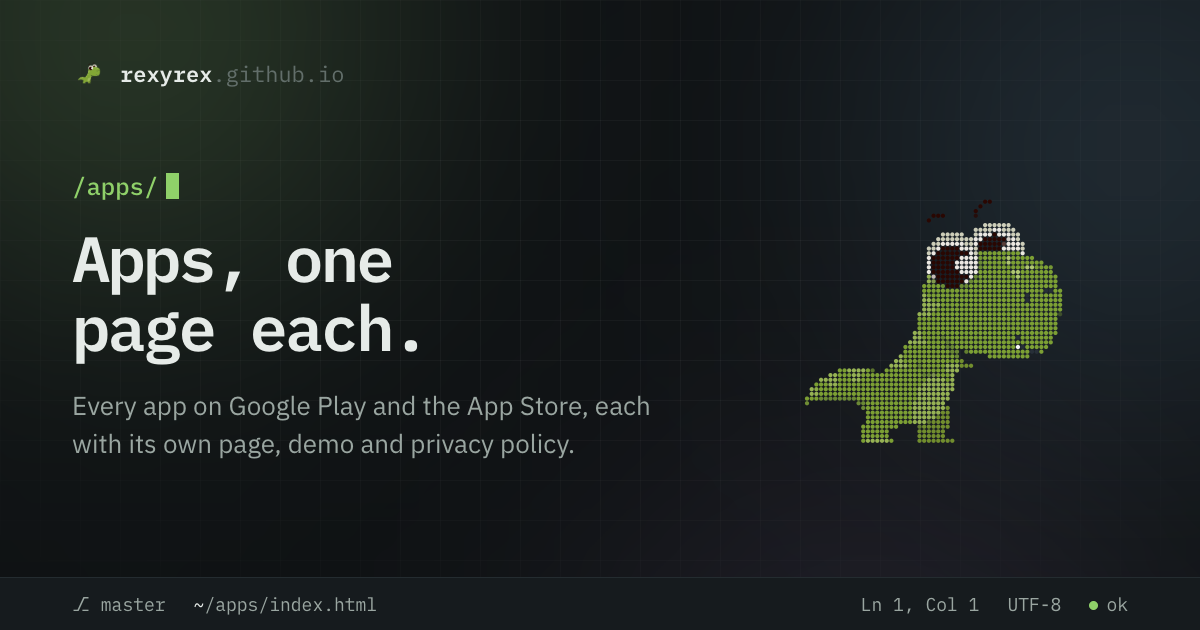 rexyrex.github.io
/apps/
Apps, one
page each.
Every app on Google Play and the App Store, each
with its own page, demo and privacy policy.
master ~/apps/index.html Ln 1, Col 1 UTF-8 ok